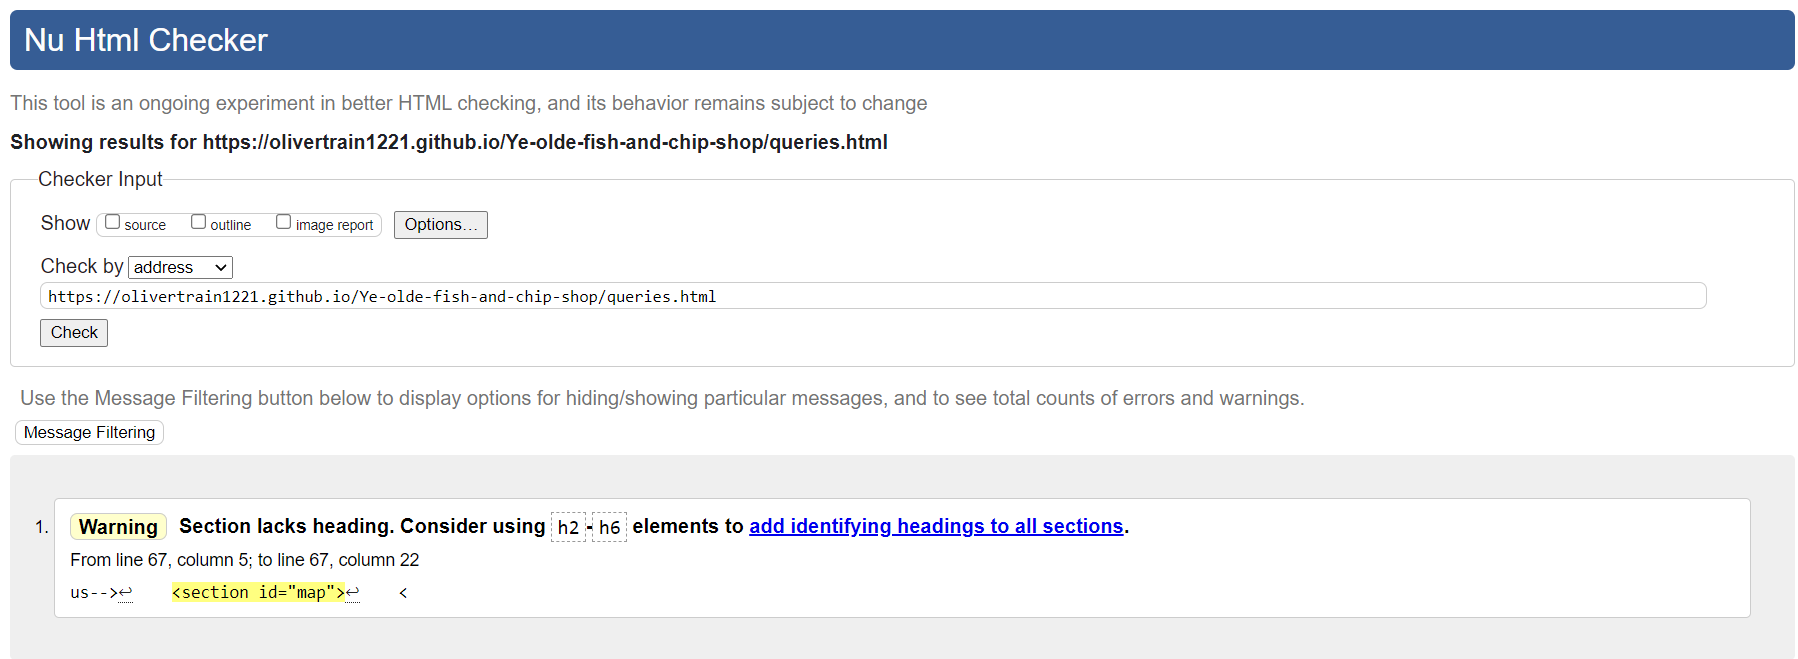 Nu Html Checker
This tool is an ongoing experiment in better HTML checking, and its behavior remains subject to change
Showing results for https://olivertrain1221.github.io/Ye-olde-fish-and-chip-shop/queries.html
Checker Input
Show source outline image report Options...
Check by address
https://olivertrain1221.github.io/Ye-olde-fish-and-chip-shop/queries.html
Check
Use the Message Filtering button below to display options for hiding/showing particular messages, and to see total counts of errors and warnings.
Message Filtering
1. Warning Section lacks heading. Consider using h2-h6 elements to add identifying headings to all sections.
From line 67, column 5; to line 67, column 22
us-->↩ <section id="map">↩ <